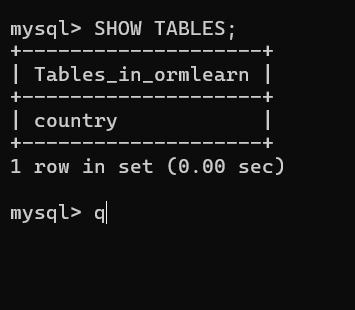 mysql> SHOW TABLES;
+--------------------+
| Tables_in_ormlearn |
+--------------------+
| country            |
+--------------------+
1 row in set (0.00 sec)
mysql> q